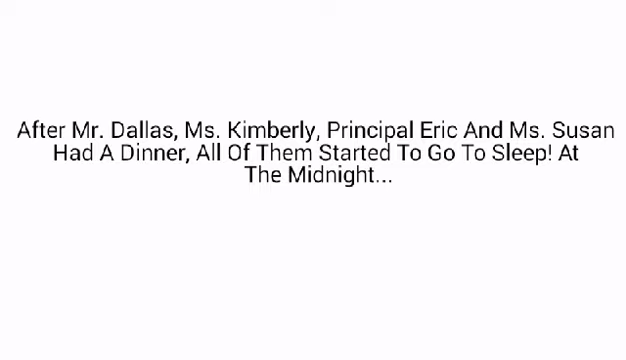 After Mr. Dallas, Ms. Kimberly, Principal Eric And Ms. Susan
Had A Dinner, All Of Them Started To Go To Sleep! At
The Midnight...